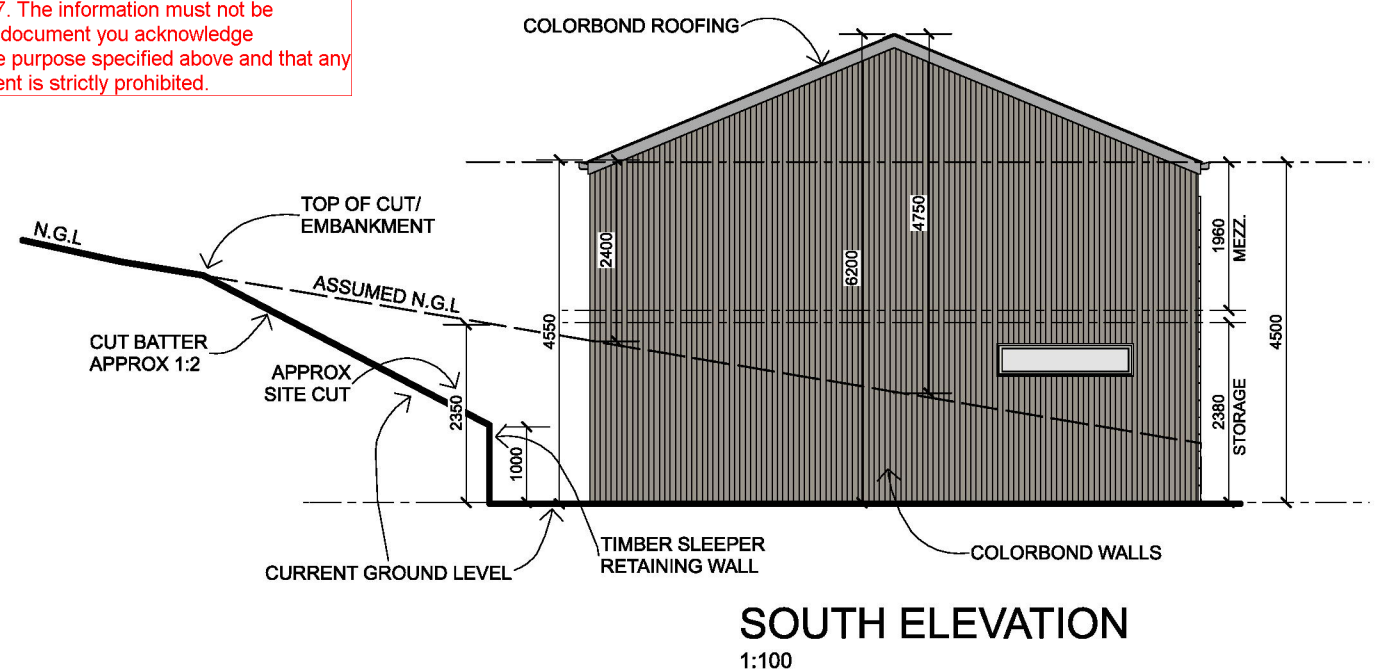 7. The information must not be
document you acknowledge
e purpose specified above and that any
ent is strictly prohibited.
COLORBOND ROOFING
TOP OF CUT/
EMBANKMENT
N.G.L
ASSUMED N.G.L
CUT BATTER
APPROX 1:2
APPROX
SITE CUT
2350
1000
4550
2400
6200
4750
1960
MEZZ.
2380
STORAGE
4500
TIMBER SLEEPER
RETAINING WALL
CURRENT GROUND LEVEL
COLORBOND WALLS
SOUTH ELEVATION
1:100